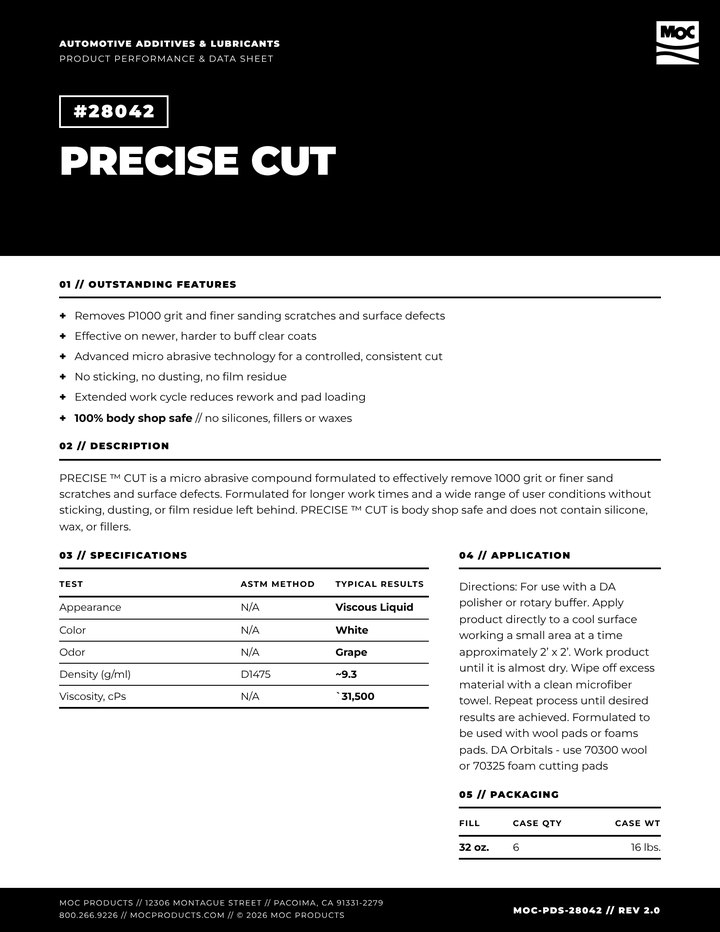 AUTOMOTIVE ADDITIVES & LUBRICANTS
PRODUCT PERFORMANCE & DATA SHEET
MOC
#28042
PRECISE CUT
01 // OUTSTANDING FEATURES
+ Removes P1000 grit and finer sanding scratches and surface defects
+ Effective on newer, harder to buff clear coats
+ Advanced micro abrasive technology for a controlled, consistent cut
+ No sticking, no dusting, no film residue
+ Extended work cycle reduces rework and pad loading
+ 100% body shop safe // no silicones, fillers or waxes
02 // DESCRIPTION
PRECISE ™ CUT is a micro abrasive compound formulated to effectively remove 1000 grit or finer sand
scratches and surface defects. Formulated for longer work times and a wide range of user conditions without
sticking, dusting, or film residue left behind. PRECISE ™ CUT is body shop safe and does not contain silicone,
wax, or fillers.
03 // SPECIFICATIONS
TEST ASTM METHOD TYPICAL RESULTS
Appearance N/A Viscous Liquid
Color N/A White
Odor N/A Grape
Density (g/ml) D1475 ~9.3
Viscosity, cPs N/A `31,500
04 // APPLICATION
Directions: For use with a DA
polisher or rotary buffer. Apply
product directly to a cool surface
working a small area at a time
approximately 2’ x 2’. Work product
until it is almost dry. Wipe off excess
material with a clean microfiber
towel. Repeat process until desired
results are achieved. Formulated to
be used with wool pads or foams
pads. DA Orbitals - use 70300 wool
or 70325 foam cutting pads
05 // PACKAGING
FILL CASE QTY CASE WT
32 oz. 6 16 lbs.
MOC PRODUCTS // 12306 MONTAGUE STREET // PACOIMA, CA 91331-2279
800.266.9226 // MOCPRODUCTS.COM // © 2026 MOC PRODUCTS
MOC-PDS-28042 // REV 2.0